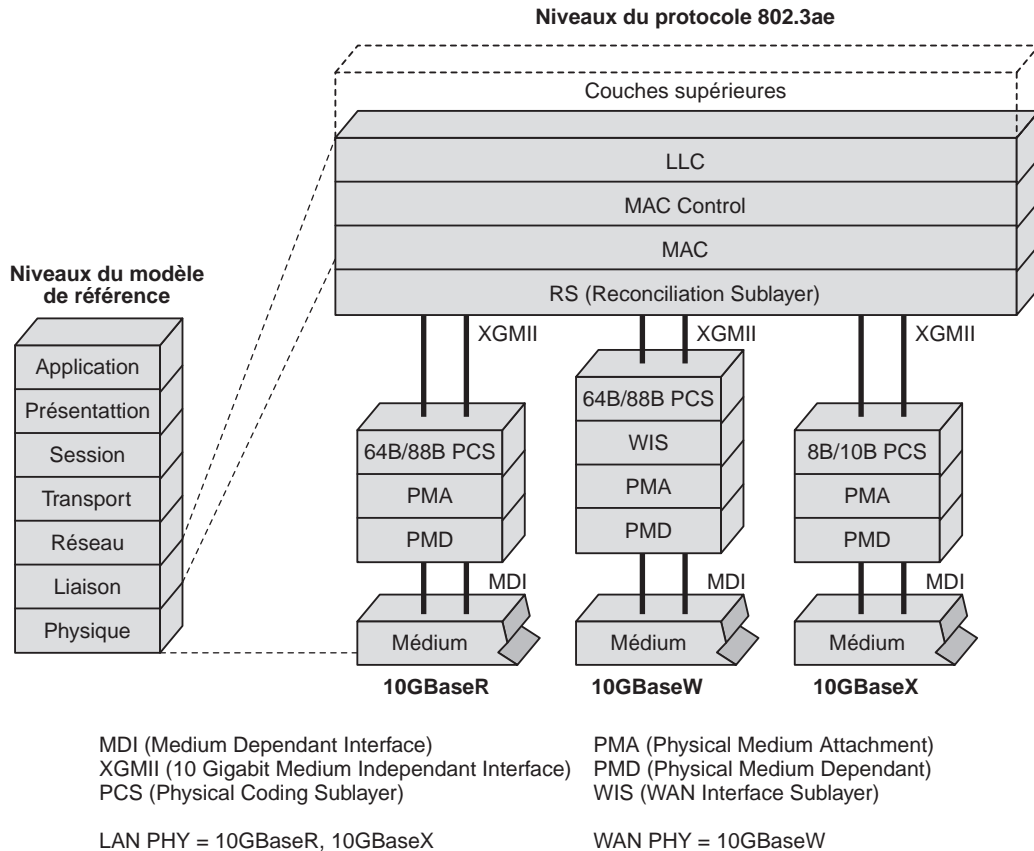 Niveaux du protocole 802.3ae
Couches supérieures
LLC
MAC Control
MAC
RS (Reconciliation Sublayer)
Niveaux du modèle
de référence
Application
Présentattion
Session
Transport
Réseau
Liaison
Physique
XGMII
64B/88B PCS
PMA
PMD
MDI
Médium
10GBaseR
XGMII
64B/88B PCS
WIS
PMA
PMD
MDI
Médium
10GBaseW
XGMII
8B/10B PCS
PMA
PMD
MDI
Médium
10GBaseX
MDI (Medium Dependant Interface)
XGMII (10 Gigabit Medium Independant Interface)
PCS (Physical Coding Sublayer)
PMA (Physical Medium Attachment)
PMD (Physical Medium Dependant)
WIS (WAN Interface Sublayer)
LAN PHY = 10GBaseR, 10GBaseX
WAN PHY = 10GBaseW